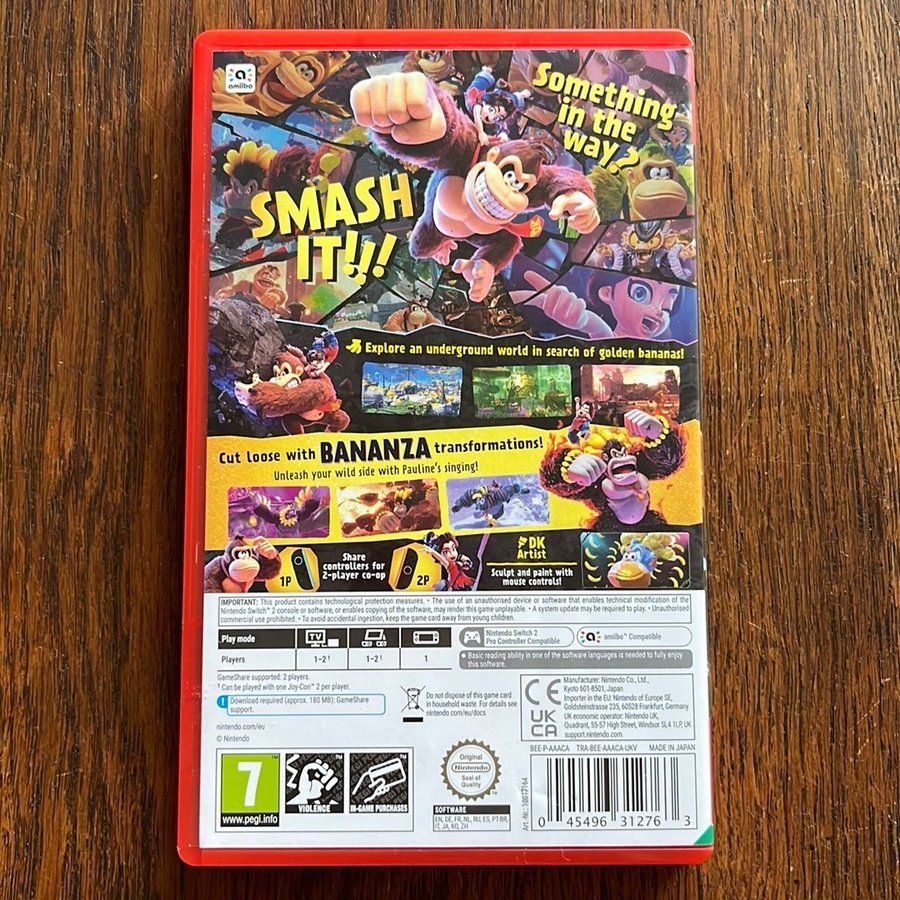 amiibo
Something
in the
way?
SMASH
IT!!!
Explore an underground world in search of golden bananas!
Cut loose with BANANZA transformations!
Unleash your wild side with Pauline's singing!
1P
Share
controllers for
2-player co-op
2P
DK
Artist
Sculpt and paint with
mouse controls!
IMPORTANT: This product contains technological protection measures. • The use of an unauthorised device or software that enables technical modification of the
Nintendo Switch™ 2 console or software, or enables copying of the software, may render this game unplayable. • A system update may be required to play. • Unauthorised
commercial use prohibited. • To avoid accidental ingestion, keep the game card away from young children.
Play mode
TV
Players
1-2¹
1-2¹
1
Nintendo Switch 2
Pro Controller Compatible
amiibo™ Compatible
• Basic reading ability in one of the software languages is needed to fully enjoy
this software.
GameShare supported: 2 players.
¹ Can be played with one Joy-Con™ 2 per player.
! Download required (approx. 180 MB): GameShare
support.
nintendo.com/eu
© Nintendo
Do not dispose of this game card
in household waste. For details see
nintendo.com/eu/docs
CE
UK
CA
Manufacturer: Nintendo Co., Ltd.,
Kyoto 601-8501, Japan
Importer in the EU: Nintendo of Europe SE,
Goldsteinstrasse 235, 60528 Frankfurt, Germany
UK economic operator: Nintendo UK,
Quadrant, 55-57 High Street, Windsor SL4 1LP, UK
support.nintendo.com
BEE-P-AAACA
TRA-BEE-AAACA-UKV
MADE IN JAPAN
7
www.pegi.info
VIOLENCE
IN-GAME PURCHASES
Original
Nintendo
Seal of
Quality
SOFTWARE
EN, DE, FR, NL, RU, ES, PT-BR,
IT, JA, KO, ZH
Art.-Nr.: 10017164
0 45496 31276 3